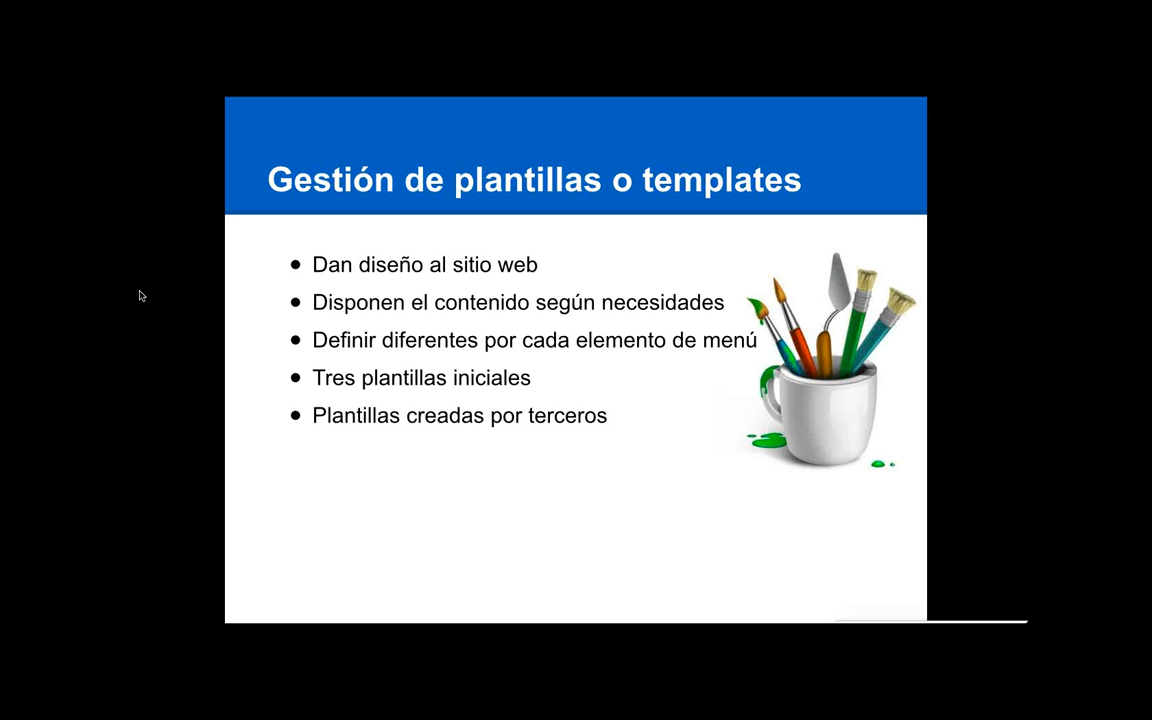 Gestión de plantillas o templates
● Dan diseño al sitio web
● Disponen el contenido según necesidades
● Definir diferentes por cada elemento de menú
● Tres plantillas iniciales
● Plantillas creadas por terceros